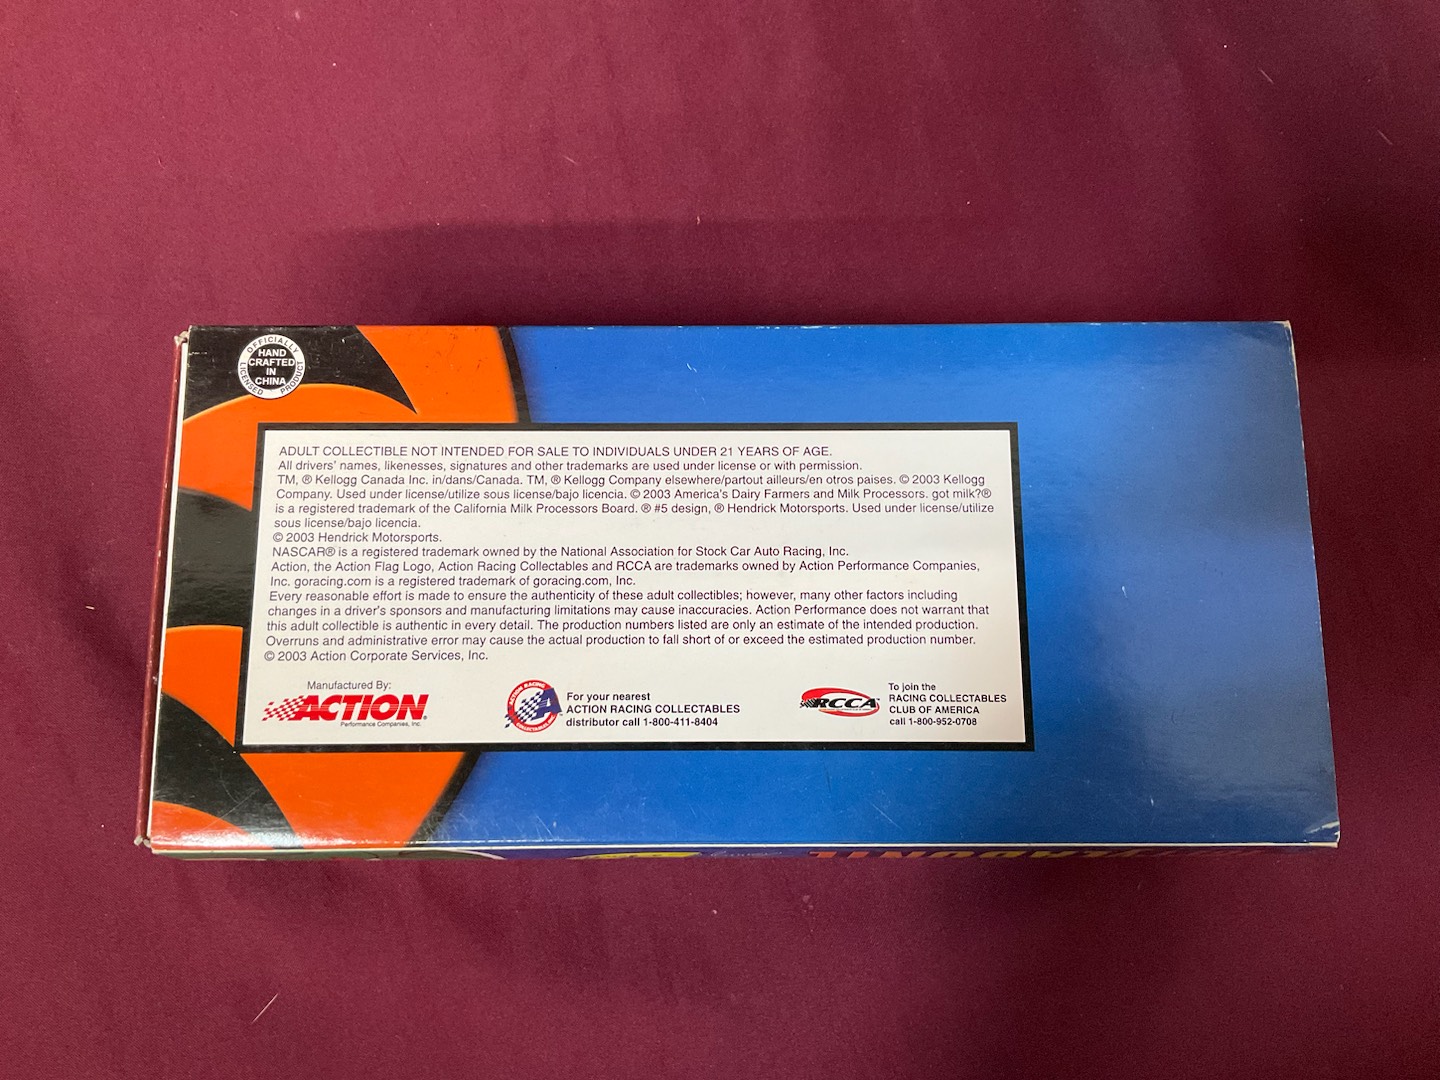 OFFICIALLY
LICENSED PRODUCT
HAND
CRAFTED
IN
CHINA
ADULT COLLECTIBLE NOT INTENDED FOR SALE TO INDIVIDUALS UNDER 21 YEARS OF AGE.
All drivers' names, likenesses, signatures and other trademarks are used under license or with permission.
TM, ® Kellogg Canada Inc. in/dans/Canada. TM, ® Kellogg Company elsewhere/partout ailleurs/en otros paises. © 2003 Kellogg
Company. Used under license/utilize sous license/bajo licencia. © 2003 America's Dairy Farmers and Milk Processors. got milk?®
is a registered trademark of the California Milk Processors Board. ® #5 design, ® Hendrick Motorsports. Used under license/utilize
sous license/bajo licencia.
© 2003 Hendrick Motorsports.
NASCAR® is a registered trademark owned by the National Association for Stock Car Auto Racing, Inc.
Action, the Action Flag Logo, Action Racing Collectables and RCCA are trademarks owned by Action Performance Companies,
Inc. goracing.com is a registered trademark of goracing.com, Inc.
Every reasonable effort is made to ensure the authenticity of these adult collectibles; however, many other factors including
changes in a driver's sponsors and manufacturing limitations may cause inaccuracies. Action Performance does not warrant that
this adult collectible is authentic in every detail. The production numbers listed are only an estimate of the intended production.
Overruns and administrative error may cause the actual production to fall short of or exceed the estimated production number.
© 2003 Action Corporate Services, Inc.
Manufactured By:
ACTION®
Performance Companies, Inc.
ACTION RACING
For your nearest
ACTION RACING COLLECTABLES
distributor call 1-800-411-8404
RCCA
To join the
RACING COLLECTABLES
CLUB OF AMERICA
call 1-800-952-0708